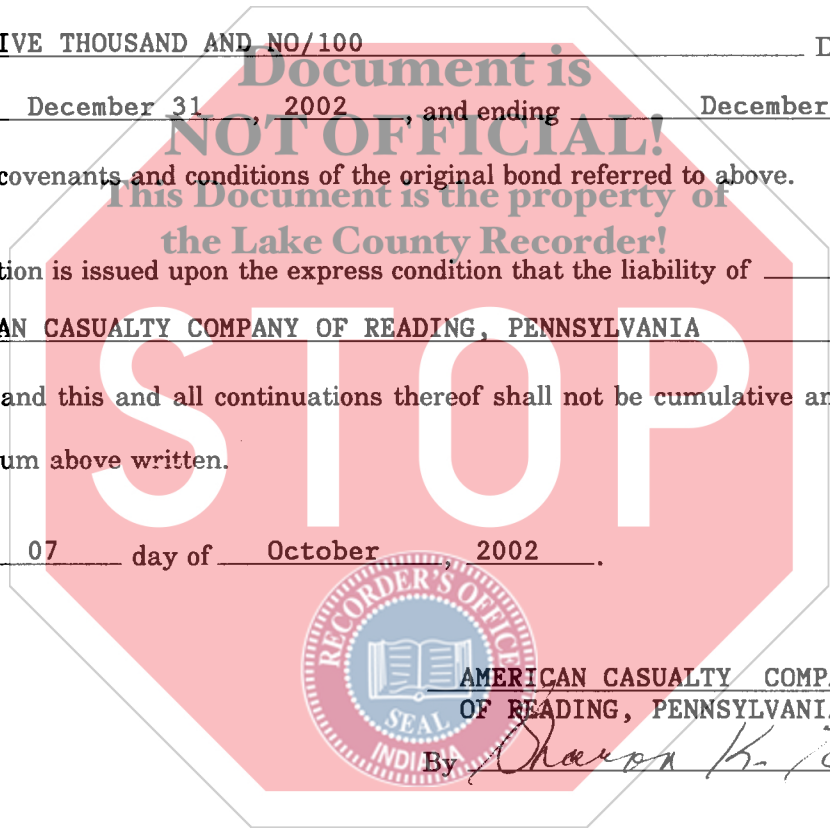 IVE THOUSAND AND NO/100 D
Document is
December 31, 2002, and ending December
NOT OFFICIAL!
covenants and conditions of the original bond referred to above.
This Document is the property of
the Lake County Recorder!
tion is issued upon the express condition that the liability of
AN CASUALTY COMPANY OF READING, PENNSYLVANIA
STOP
and this and all continuations thereof shall not be cumulative an
um above written.
07 day of October, 2002.
RECORDER'S OFFICE
SEAL
INDIANA
AMERICAN CASUALTY COMPA
OF READING, PENNSYLVANIA
By Sharon K.